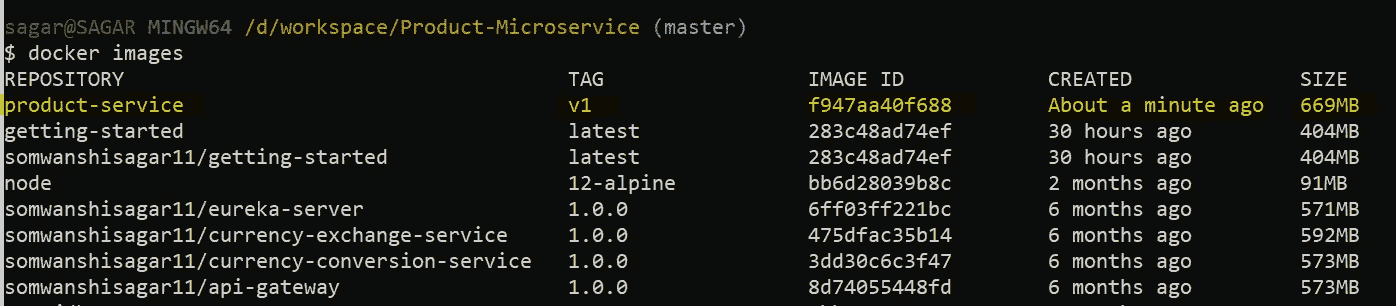 sagar@SAGAR MINGW64 /d/workspace/Product-Microservice (master)
$ docker images
REPOSITORY TAG IMAGE ID CREATED SIZE
product-service v1 f947aa40f688 About a minute ago 669MB
getting-started latest 283c48ad74ef 30 hours ago 404MB
somwanshisagar11/getting-started latest 283c48ad74ef 30 hours ago 404MB
node 12-alpine bb6d28039b8c 2 months ago 91MB
somwanshisagar11/eureka-server 1.0.0 6ff03ff221bc 6 months ago 571MB
somwanshisagar11/currency-exchange-service 1.0.0 475dfac35b14 6 months ago 592MB
somwanshisagar11/currency-conversion-service 1.0.0 3dd30c6c3f47 6 months ago 573MB
somwanshisagar11/api-gateway 1.0.0 8d74055448fd 6 months ago 573MB